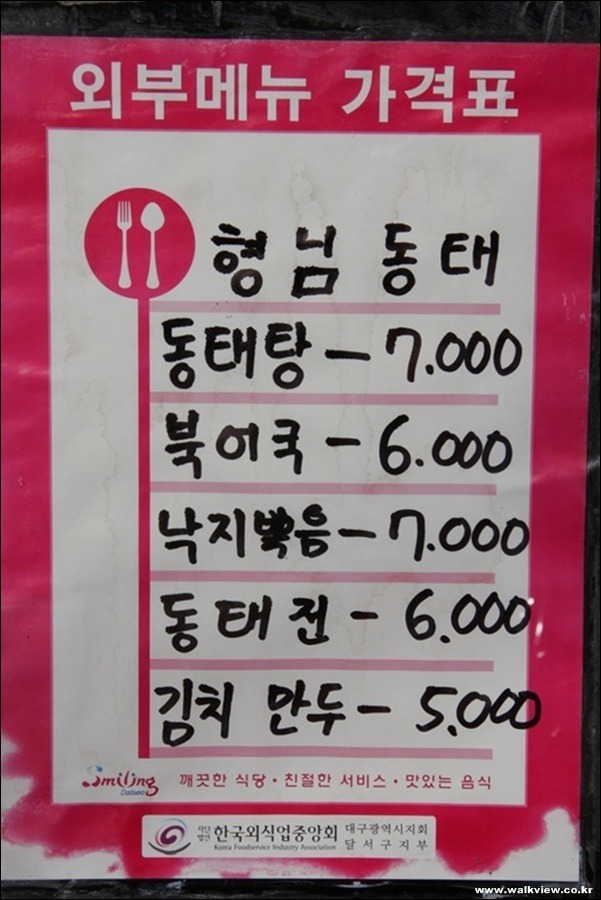 외부메뉴 가격표
형님 동태
동태탕 - 7.000
북어국 - 6.000
낙지볶음 - 7.000
동태전 - 6.000
김치 만두 - 5.000
Smiling
Dalseo
깨끗한 식당 · 친절한 서비스 · 맛있는 음식
사단법인 한국외식업중앙회 대구광역시지회
Korea Foodservice Industry Association 달서구지부
www.walkview.co.kr